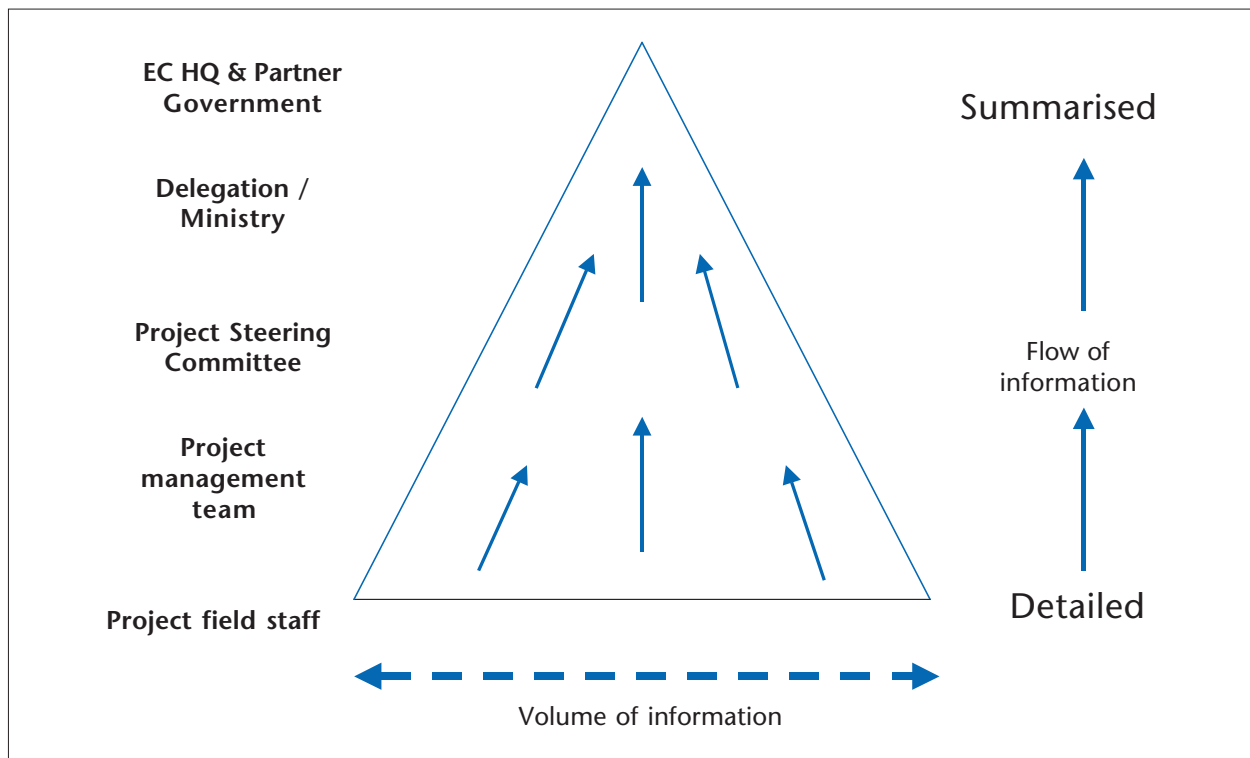 EC HQ & Partner
Government
Summarised
Delegation /
Ministry
Project Steering
Committee
Flow of
information
Project
management
team
Detailed
Project field staff
Volume of information